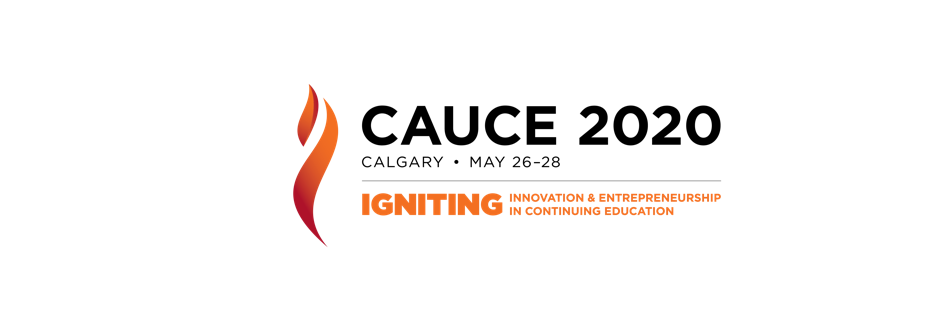 CAUCE 2020
CALGARY • MAY 26–28
IGNITING INNOVATION & ENTREPRENEURSHIP
IN CONTINUING EDUCATION